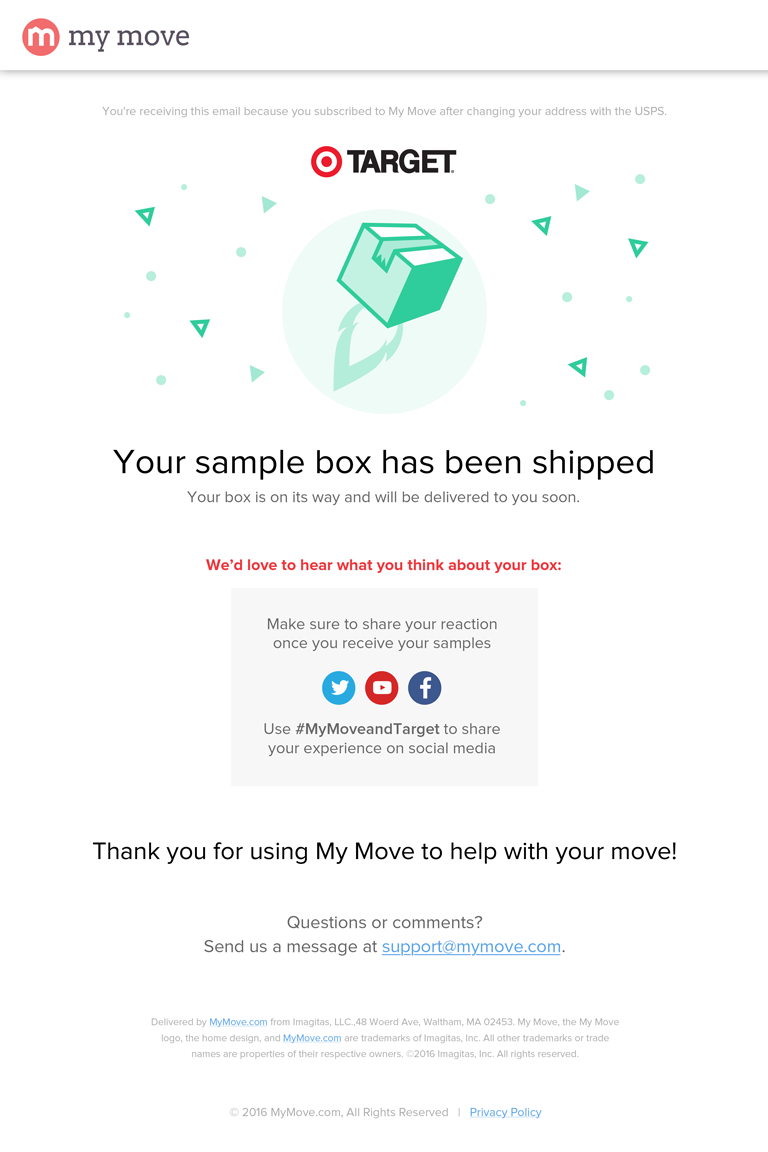 my move
You're receiving this email because you subscribed to My Move after changing your address with the USPS.
TARGET
Your sample box has been shipped
Your box is on its way and will be delivered to you soon.
We'd love to hear what you think about your box:
Make sure to share your reaction
once you receive your samples
Use #MyMoveandTarget to share
your experience on social media
Thank you for using My Move to help with your move!
Questions or comments?
Send us a message at support@mymove.com.
Delivered by MyMove.com from Imagitas, LLC.,48 Woerd Ave, Waltham, MA 02453. My Move, the My Move
logo, the home design, and MyMove.com are trademarks of Imagitas, Inc. All other trademarks or trade
names are properties of their respective owners. ©2016 Imagitas, Inc. All rights reserved.
© 2016 MyMove.com, All Rights Reserved | Privacy Policy